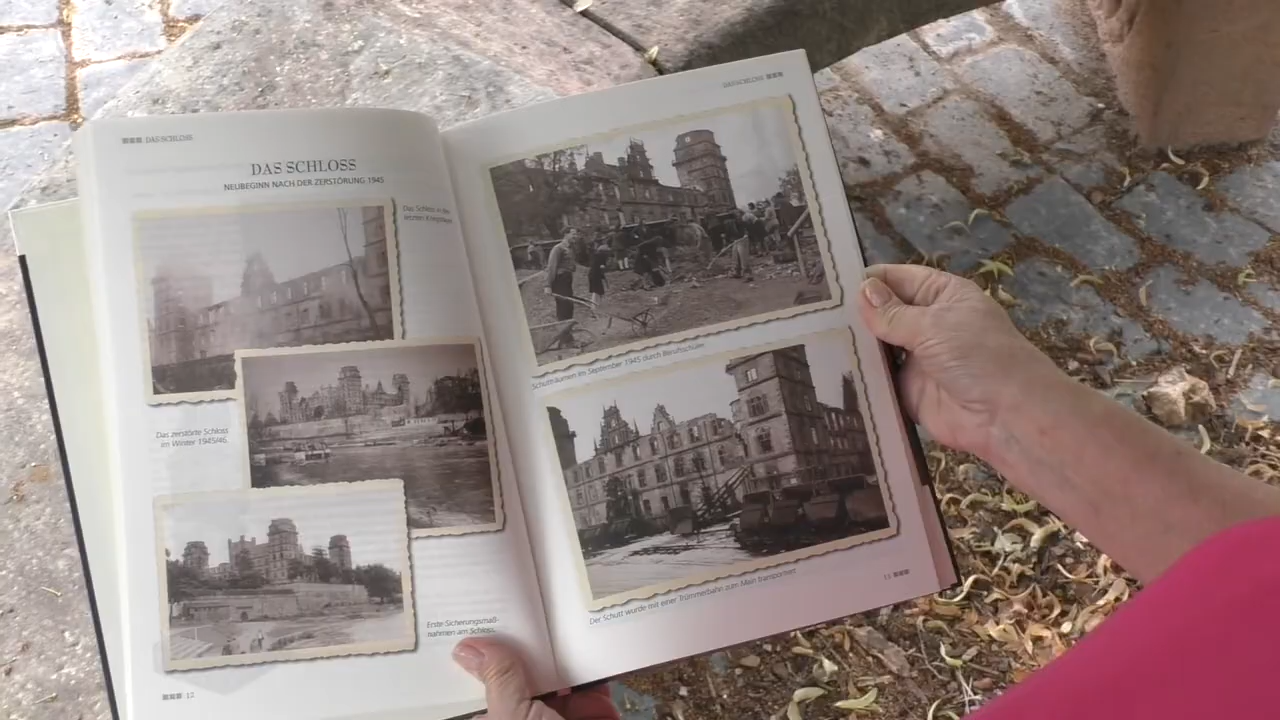 DAS SCHLOSS
DAS SCHLOSS
NEUBEGINN NACH DER ZERSTÖRUNG 1945
Das Schloss in den
letzten Kriegstagen
Das zerstörte Schloss
im Winter 1945/46.
Erste Sicherungsmaß-
nahmen am Schloss.
12
DAS SCHLOSS
Schutträumen im September 1945 durch Berufsschüler
Der Schutt wurde mit einer Trümmerbahn zum Main transportiert
13